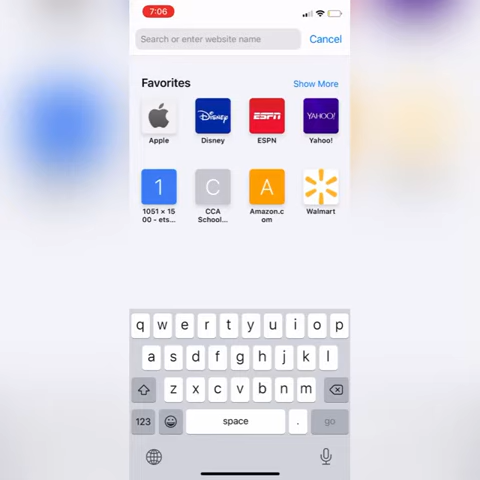 7:06
Search or enter website name
Cancel
Favorites
Show More
Disney
ESPN
YAHOO!
Apple
Disney
ESPN
Yahoo!
1
C
A
1051 × 15
00 - ets...
CCA
School...
Amazon.c
om
Walmart
q w e r t y u i o p
a s d f g h j k l
z x c v b n m
123
space
.
go